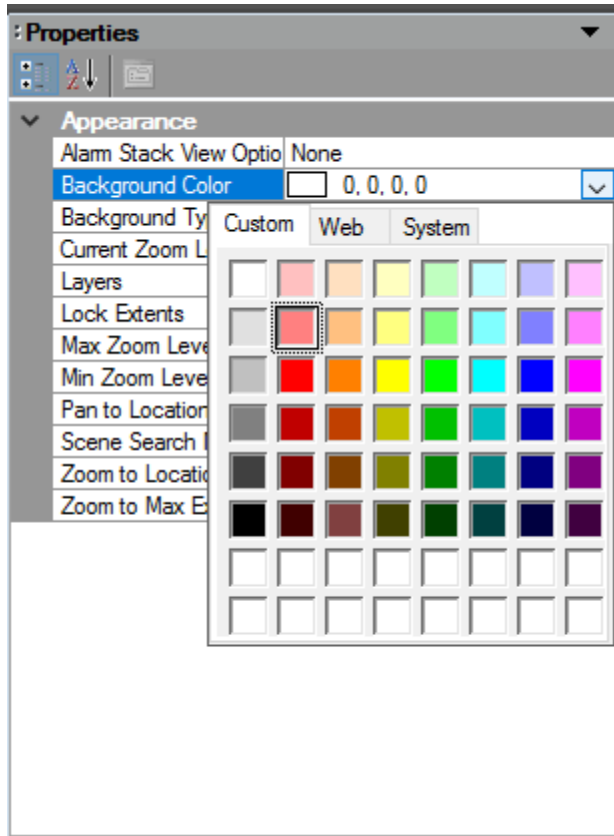 Properties
Appearance
Alarm Stack View Optio None
Background Color 0, 0, 0, 0
Background Ty
Custom Web System
Current Zoom L
Layers
Lock Extents
Max Zoom Leve
Min Zoom Leve
Pan to Location
Scene Search
Zoom to Locatio
Zoom to Max Ex